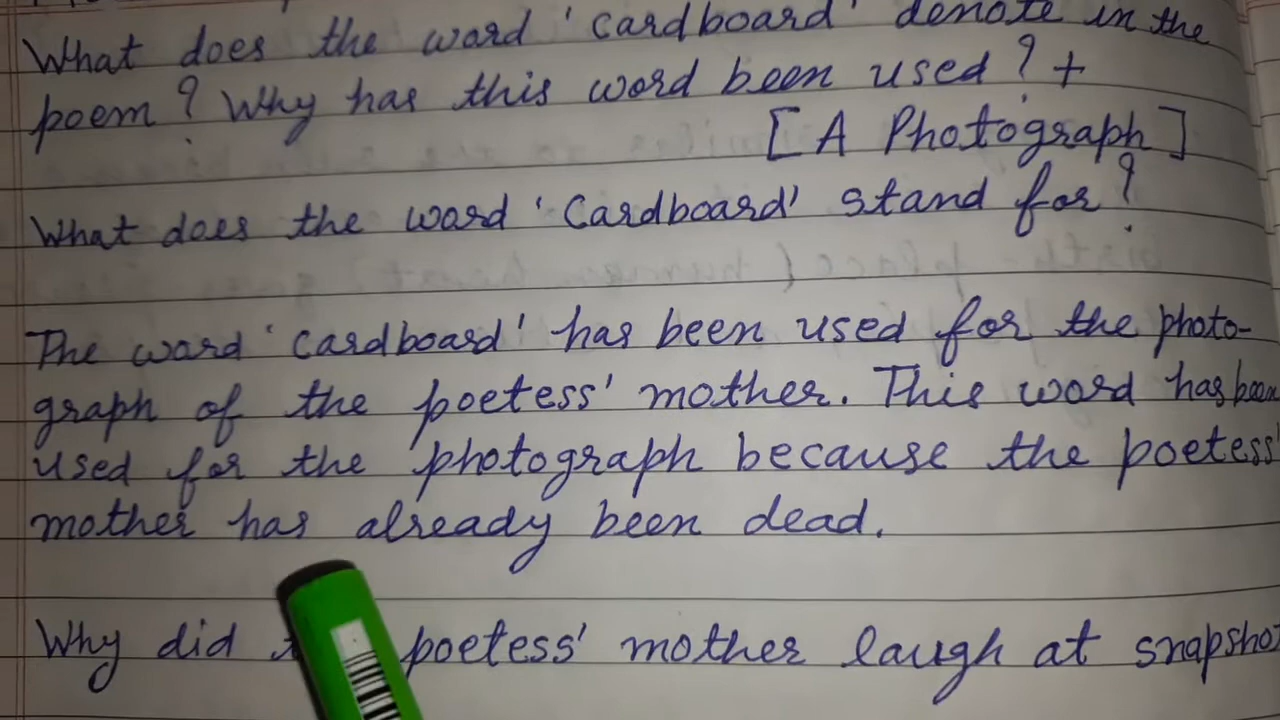 What does the word 'cardboard' denote in the
poem? Why has this word been used? +
[A Photograph]
What does the word 'Cardboard' stand for?
The word 'cardboard' has been used for the photo-
graph of the poetess' mother. This word has been
used for the photograph because the poetess'
mother has already been dead.
Why did poetess' mother laugh at snapshot